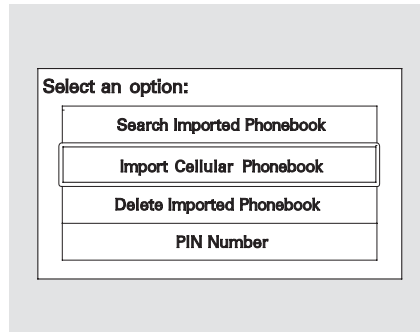 Select an option:
Search Imported Phonebook
Import Cellular Phonebook
Delete Imported Phonebook
PIN Number